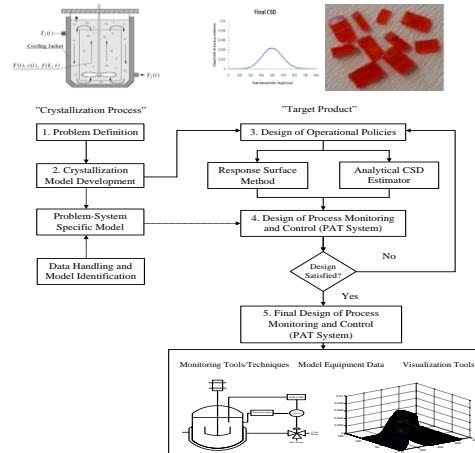 Final CSD
Tj(t)
Cooling Jacket
T(t), c(t), f(L, t)
Tj(t)
"Crystallization Process"
"Target Product"
1. Problem Definition
3. Design of Operational Policies
2. Crystallization
Model Development
Response Surface
Method
Analytical CSD
Estimator
Problem-System
Specific Model
4. Design of Process Monitoring
and Control (PAT System)
Data Handling and
Model Identification
Design
Satisfied?
No
Yes
5. Final Design of Process
Monitoring and Control
(PAT System)
Monitoring Tools/Techniques
Model Equipment Data
Visualization Tools